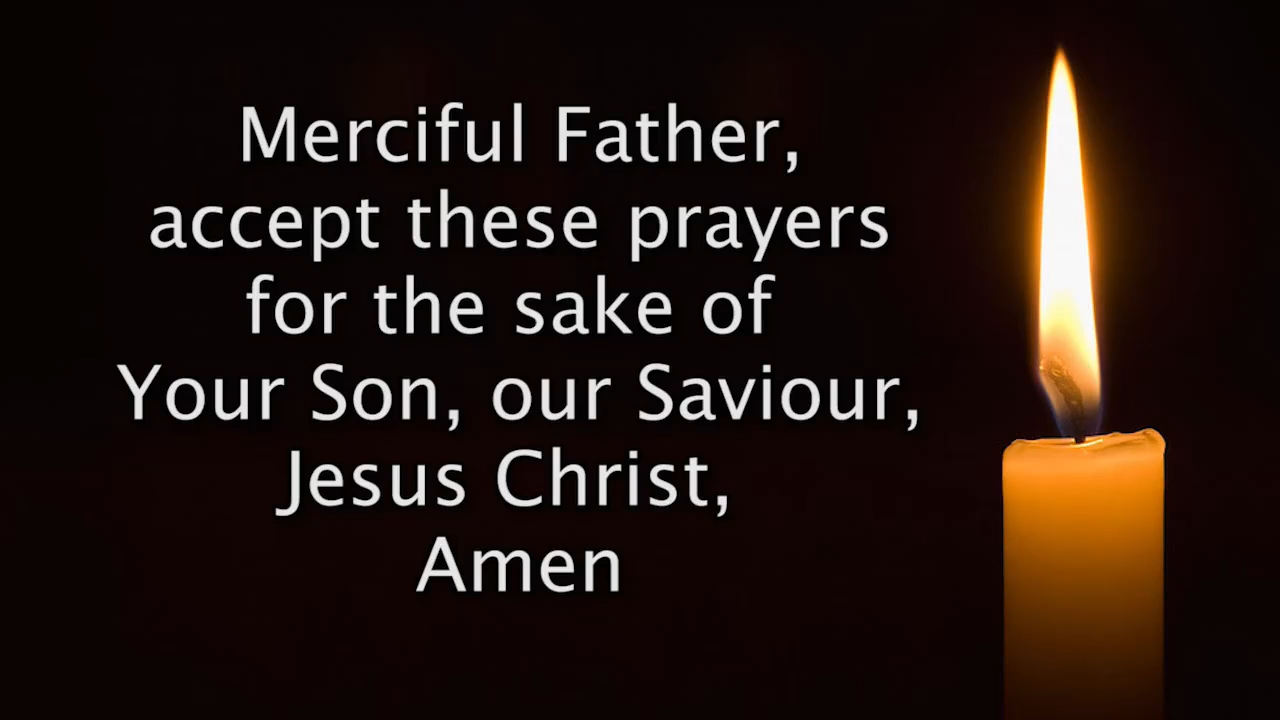 Merciful Father,
accept these prayers
for the sake of
Your Son, our Saviour,
Jesus Christ,
Amen